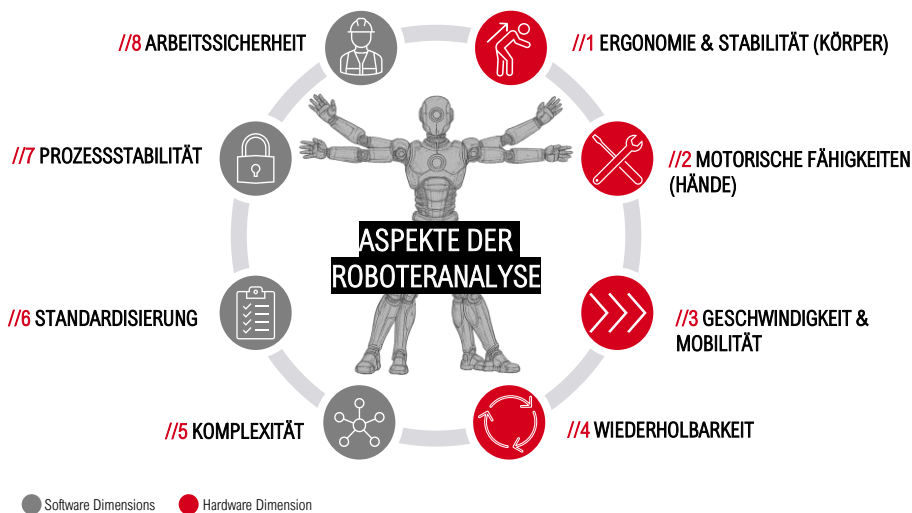 //8 ARBEITSSICHERHEIT
//1 ERGONOMIE & STABILITÄT (KÖRPER)
//7 PROZESSSTABILITÄT
//2 MOTORISCHE FÄHIGKEITEN
(HÄNDE)
ASPEKTE DER
ROBOTERANALYSE
//6 STANDARDISIERUNG
//3 GESCHWINDIGKEIT &
MOBILITÄT
//5 KOMPLEXITÄT
//4 WIEDERHOLBARKEIT
Software Dimensions
Hardware Dimension